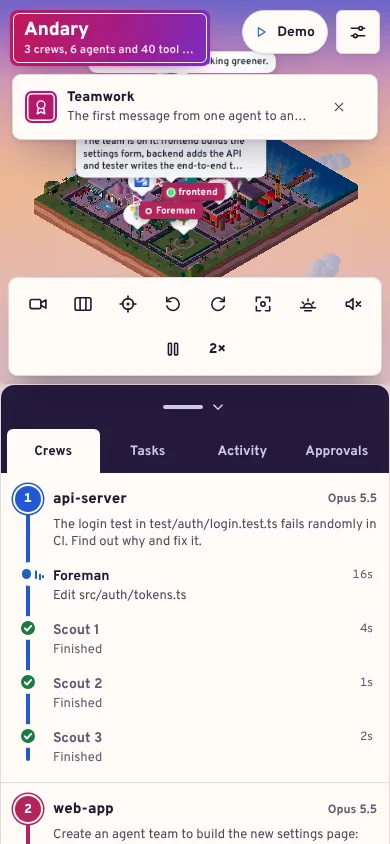 Andary
3 crews, 6 agents and 40 tool …
Demo
king greener.
Teamwork
The first message from one agent to an…
The team is on it: frontend builds the
settings form, backend adds the API
and tester writes the end-to-end t…
frontend
Foreman
2×
Crews
Tasks
Activity
Approvals
1
api-server
Opus 5.5
The login test in test/auth/login.test.ts fails randomly in
CI. Find out why and fix it.
Foreman
16s
Edit src/auth/tokens.ts
Scout 1
4s
Finished
Scout 2
1s
Finished
Scout 3
2s
Finished
2
web-app
Opus 5.5
Create an agent team to build the new settings page: